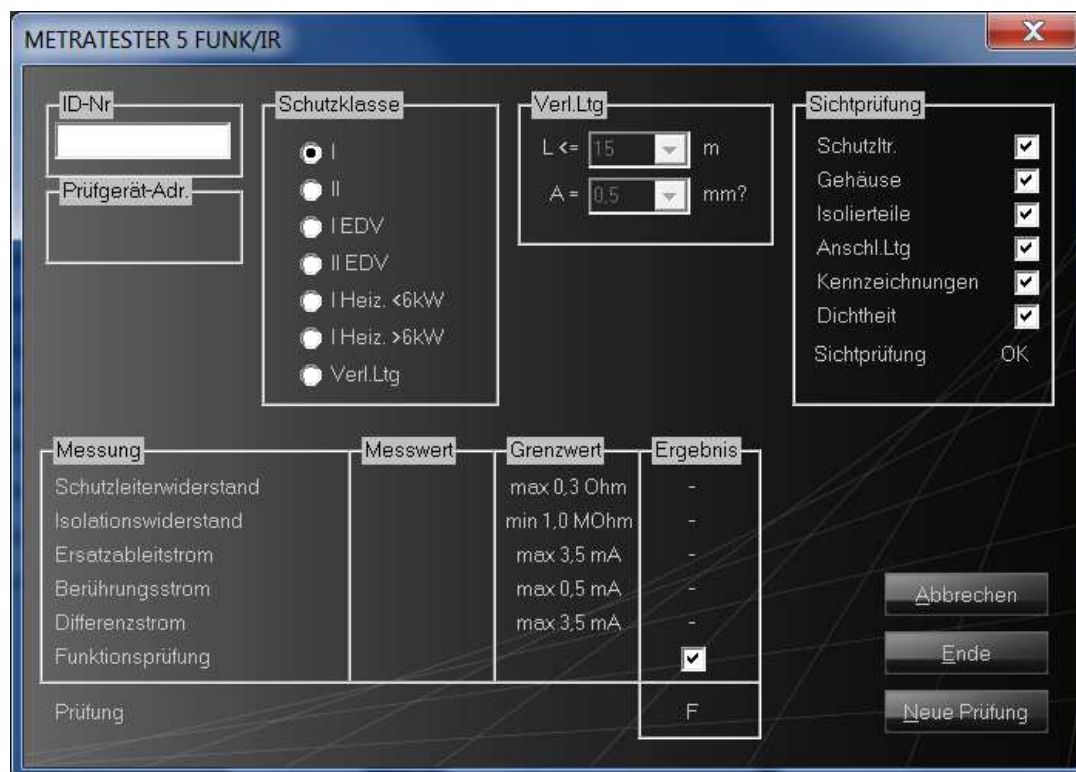 METRATESTER 5 FUNK/IR
X
ID-Nr
Prüfgerät-Adr.
Schutzklasse
I
II
I EDV
II EDV
I Heiz. <6kW
I Heiz. >6kW
Verl.Ltg
Verl.Ltg
L <= 15 m
A = 0,5 mm?
Sichtprüfung
Schutzltr.
Gehäuse
Isolierteile
Anschl.Ltg
Kennzeichnungen
Dichtheit
Sichtprüfung OK
Messung Messwert Grenzwert Ergebnis
Schutzleiterwiderstand max 0,3 Ohm -
Isolationswiderstand min 1,0 MOhm -
Ersatzableitstrom max 3,5 mA -
Berührungsstrom max 0,5 mA -
Differenzstrom max 3,5 mA -
Funktionsprüfung
Prüfung F
Abbrechen
Ende
Neue Prüfung